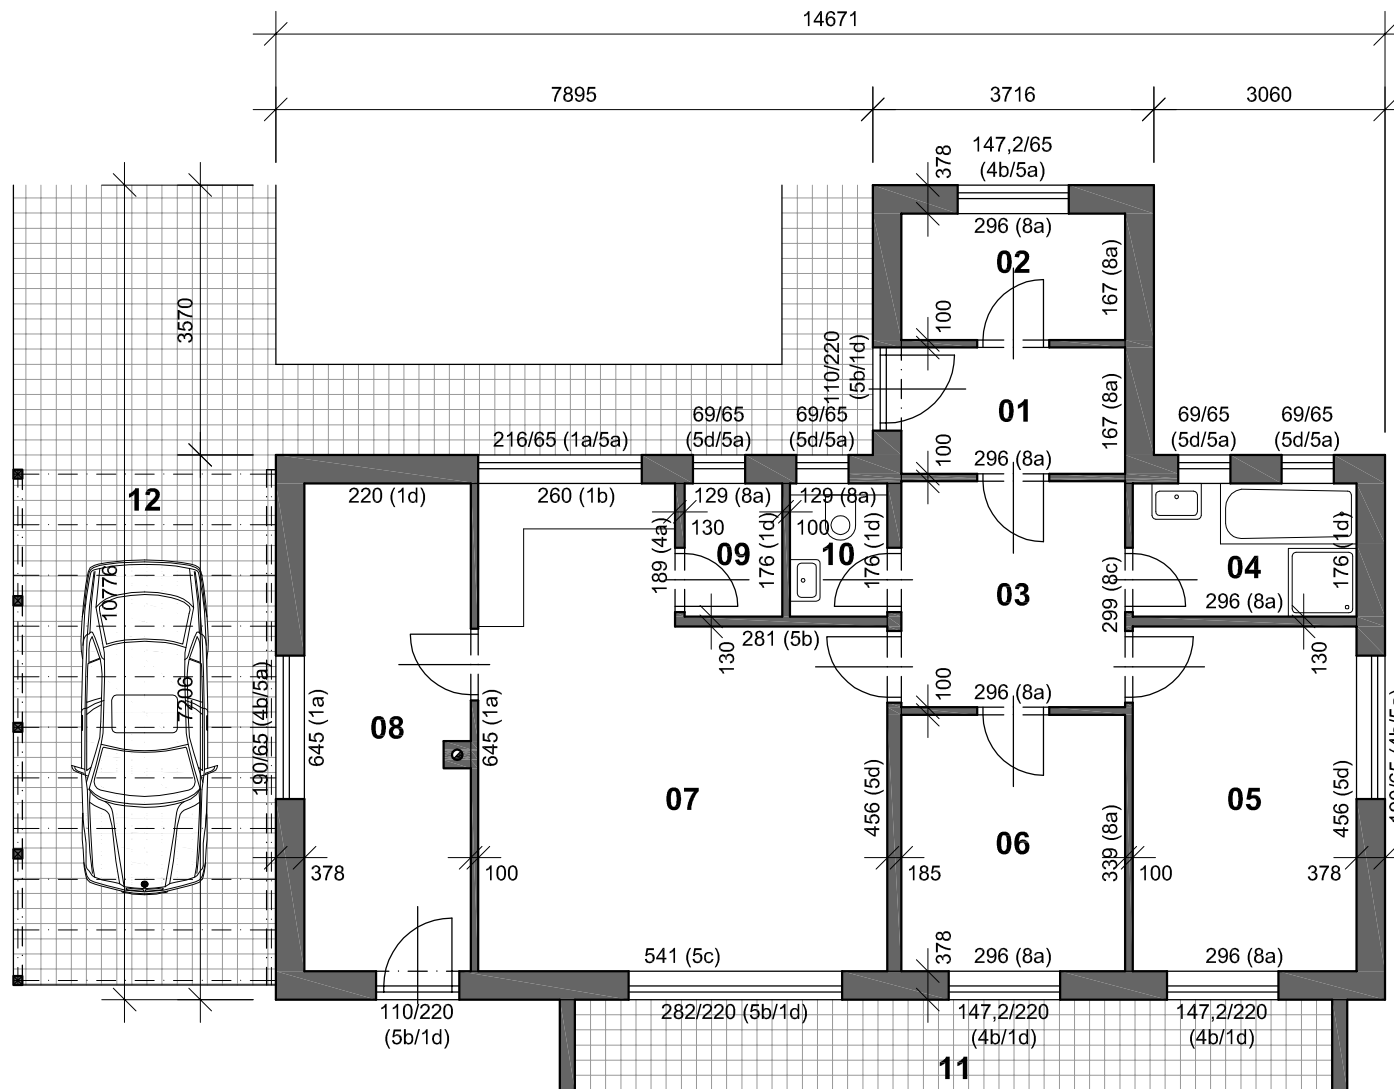 14671
7895
3716
3060
147,2/65
(4b/5a)
378
296 (8a)
02
167 (8a)
100
3570
110/220
(5b/1d)
01
167 (8a)
100
296 (8a)
69/65
(5d/5a)
69/65
(5d/5a)
69/65
(5d/5a)
69/65
(5d/5a)
216/65 (1a/5a)
12
220 (1d)
260 (1b)
129 (8a)
129 (8a)
130
100
189 (4a)
09
176 (1d)
10
176 (1d)
03
299 (8c)
04
176 (1d)
296 (8a)
10776
281 (5b)
130
130
7206
190/65 (4b/5a)
645 (1a)
08
645 (1a)
100
296 (8a)
07
456 (5d)
06
339 (8a)
05
456 (5d)
378
100
185
100
378
378
541 (5c)
296 (8a)
296 (8a)
110/220
(5b/1d)
282/220 (5b/1d)
147,2/220
(4b/1d)
147,2/220
(4b/1d)
11